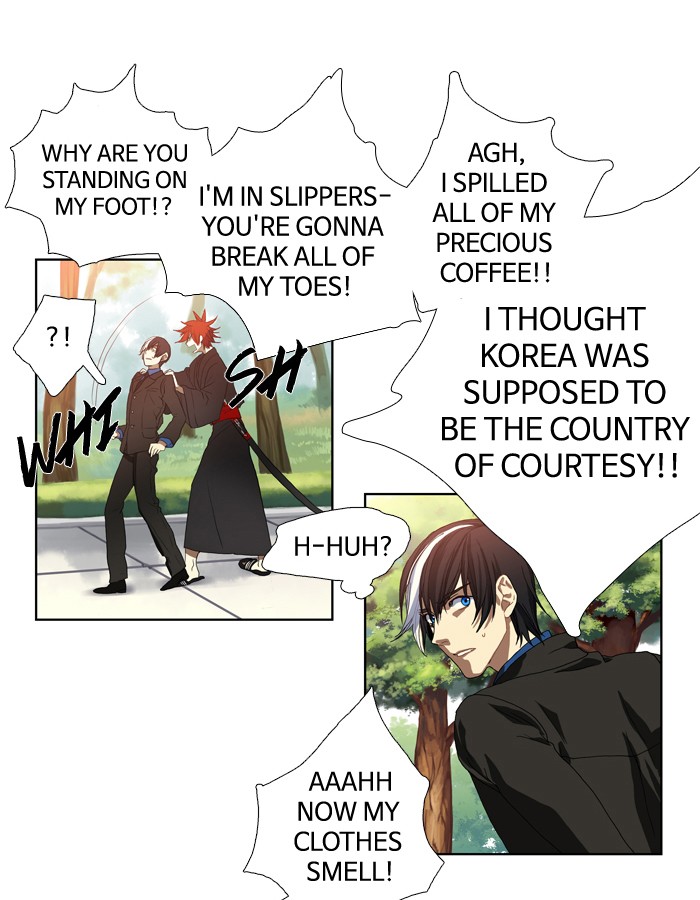 WHY ARE YOU
STANDING ON
MY FOOT!?
I'M IN SLIPPERS-
YOU'RE GONNA
BREAK ALL OF
MY TOES!
AGH,
I SPILLED
ALL OF MY
PRECIOUS
COFFEE!!
I THOUGHT
KOREA WAS
SUPPOSED TO
BE THE COUNTRY
OF COURTESY!!
?!
WHISH
H-HUH?
AAAHH
NOW MY
CLOTHES
SMELL!